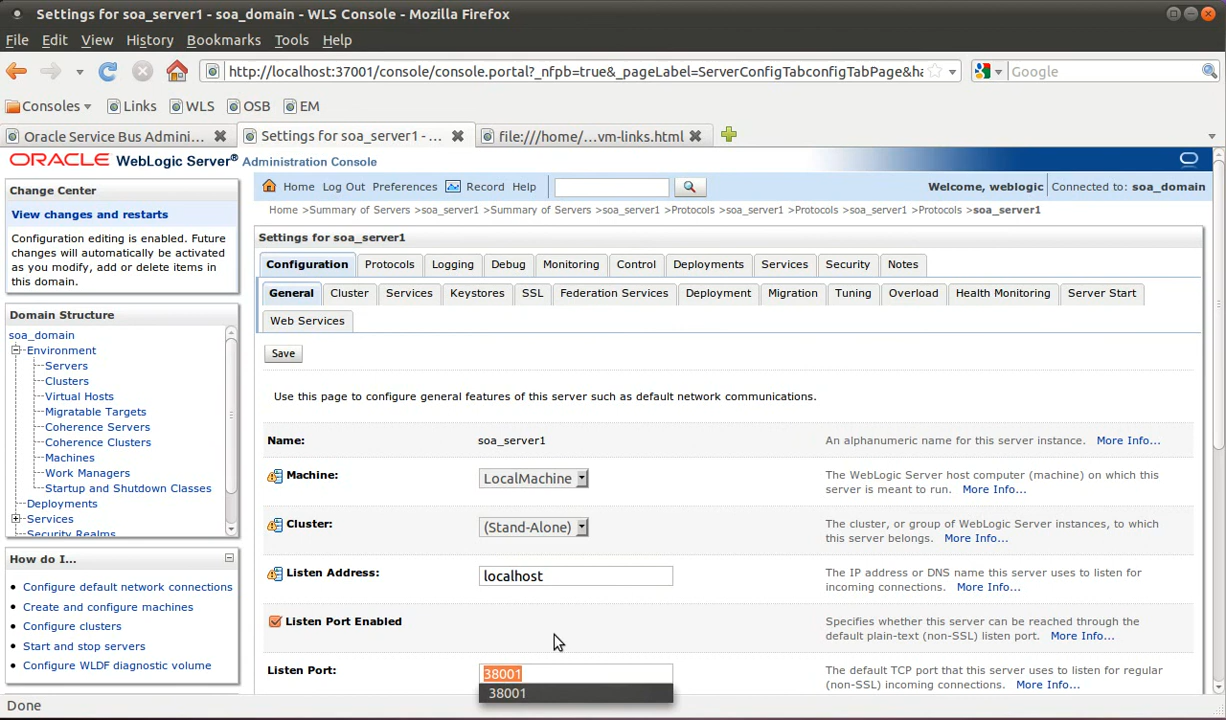 Settings for soa_server1 - soa_domain - WLS Console - Mozilla Firefox
File Edit View History Bookmarks Tools Help
http://localhost:37001/console/console.portal?_nfpb=true&_pageLabel=ServerConfigTabconfigTabPage&ha
Google
Consoles Links WLS OSB EM
Oracle Service Bus Admini... Settings for soa_server1 - ... file:///home/...vm-links.html
ORACLE WebLogic Server® Administration Console
Change Center
View changes and restarts
Configuration editing is enabled. Future
changes will automatically be activated
as you modify, add or delete items in
this domain.
Domain Structure
soa_domain
Environment
Servers
Clusters
Virtual Hosts
Migratable Targets
Coherence Servers
Coherence Clusters
Machines
Work Managers
Startup and Shutdown Classes
Deployments
Services
Security Realms
How do I...
Configure default network connections
Create and configure machines
Configure clusters
Start and stop servers
Configure WLDF diagnostic volume
Home Log Out Preferences Record Help
Welcome, weblogic Connected to: soa_domain
Home >Summary of Servers >soa_server1 >Summary of Servers >soa_server1 >Protocols >soa_server1 >Protocols >soa_server1 >Protocols >soa_server1
Settings for soa_server1
Configuration Protocols Logging Debug Monitoring Control Deployments Services Security Notes
General Cluster Services Keystores SSL Federation Services Deployment Migration Tuning Overload Health Monitoring Server Start
Web Services
Save
Use this page to configure general features of this server such as default network communications.
Name: soa_server1 An alphanumeric name for this server instance. More Info...
Machine: LocalMachine The WebLogic Server host computer (machine) on which this
server is meant to run. More Info...
Cluster: (Stand-Alone) The cluster, or group of WebLogic Server instances, to which
this server belongs. More Info...
Listen Address: localhost The IP address or DNS name this server uses to listen for
incoming connections. More Info...
Listen Port Enabled Specifies whether this server can be reached through the
default plain-text (non-SSL) listen port. More Info...
Listen Port: 38001 The default TCP port that this server uses to listen for regular
(non-SSL) incoming connections. More Info...
38001
Done